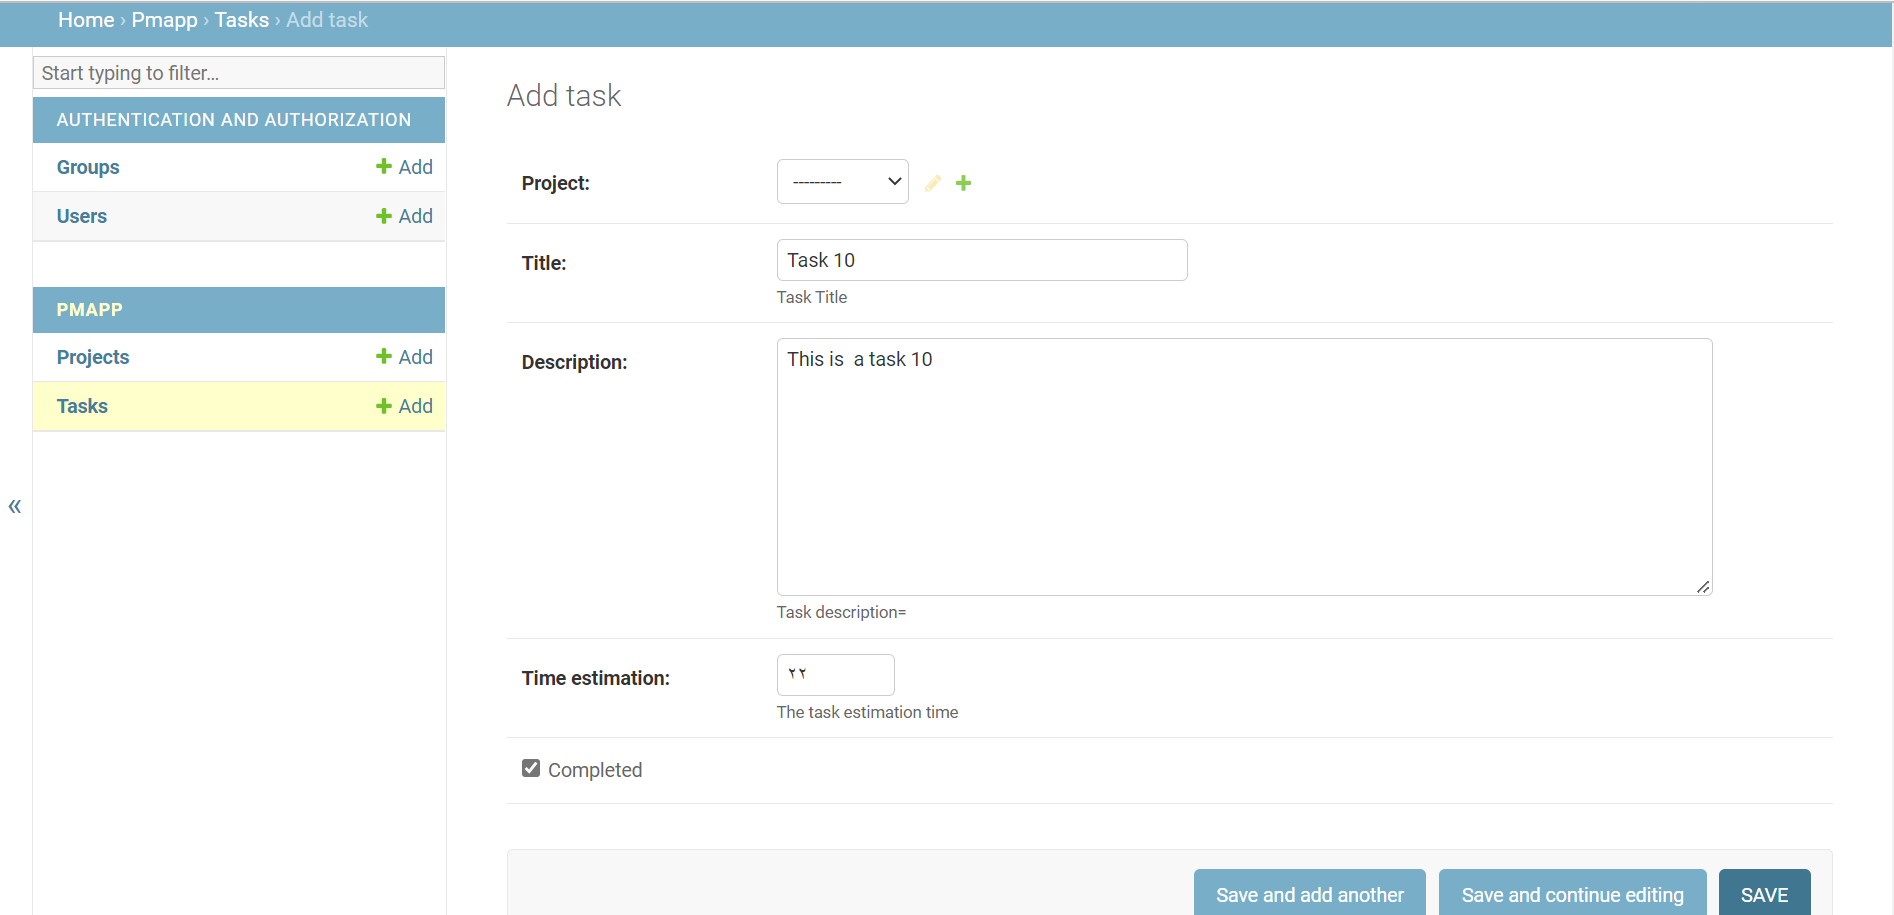 Home › Pmapp › Tasks › Add task
Start typing to filter...
AUTHENTICATION AND AUTHORIZATION
Groups + Add
Users + Add
PMAPP
Projects + Add
Tasks + Add
«
Add task
Project: ---------
Title: Task 10
Task Title
Description: This is  a task 10
Task description=
Time estimation: ٢٢
The task estimation time
Completed
Save and add another Save and continue editing SAVE